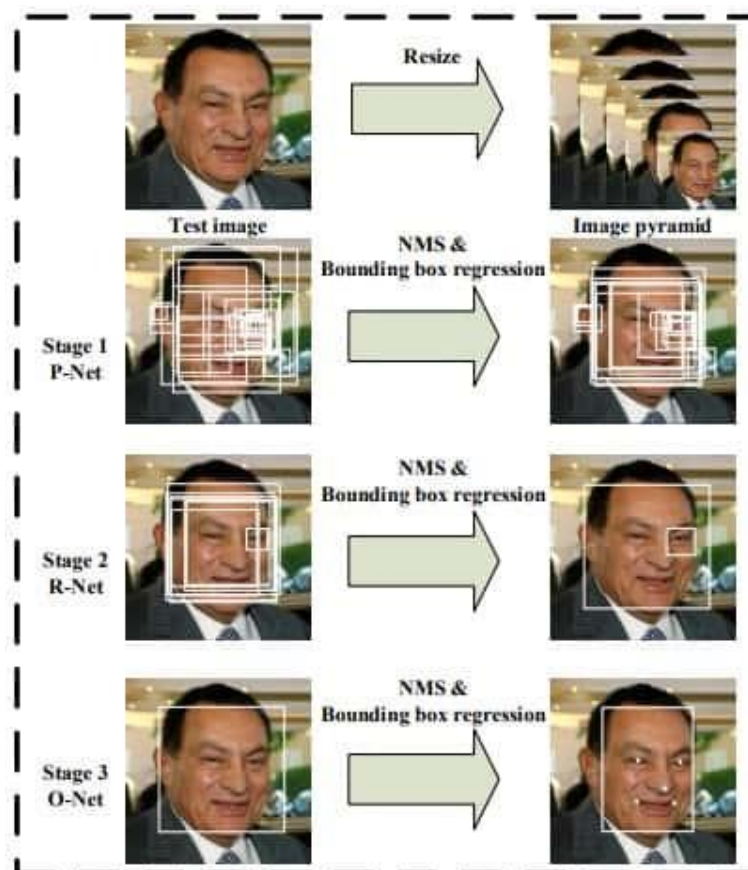 Resize
Test image
Image pyramid
NMS &
Bounding box regression
Stage 1
P-Net
NMS &
Bounding box regression
Stage 2
R-Net
NMS &
Bounding box regression
Stage 3
O-Net